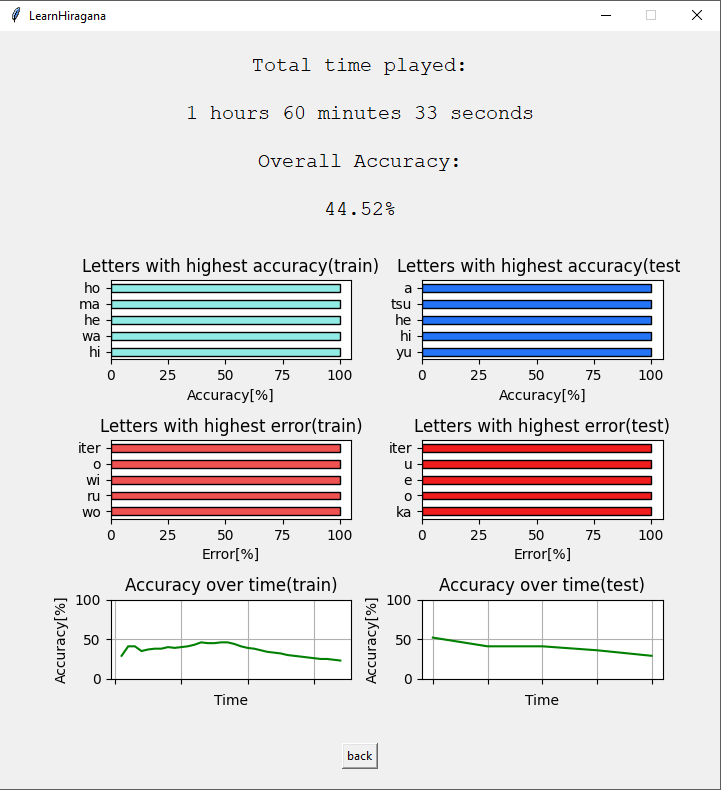 LearnHiragana
Total time played:
1 hours 60 minutes 33 seconds
Overall Accuracy:
44.52%
Letters with highest accuracy(train)
ho
ma
he
wa
hi
0 25 50 75 100
Accuracy[%]
Letters with highest accuracy(test
a
tsu
he
hi
yu
0 25 50 75 100
Accuracy[%]
Letters with highest error(train)
iter
o
wi
ru
wo
0 25 50 75 100
Error[%]
Letters with highest error(test)
iter
u
e
o
ka
0 25 50 75 100
Error[%]
Accuracy over time(train)
Accuracy[%]
100
50
0
Time
Accuracy over time(test)
Accuracy[%]
100
50
0
Time
back